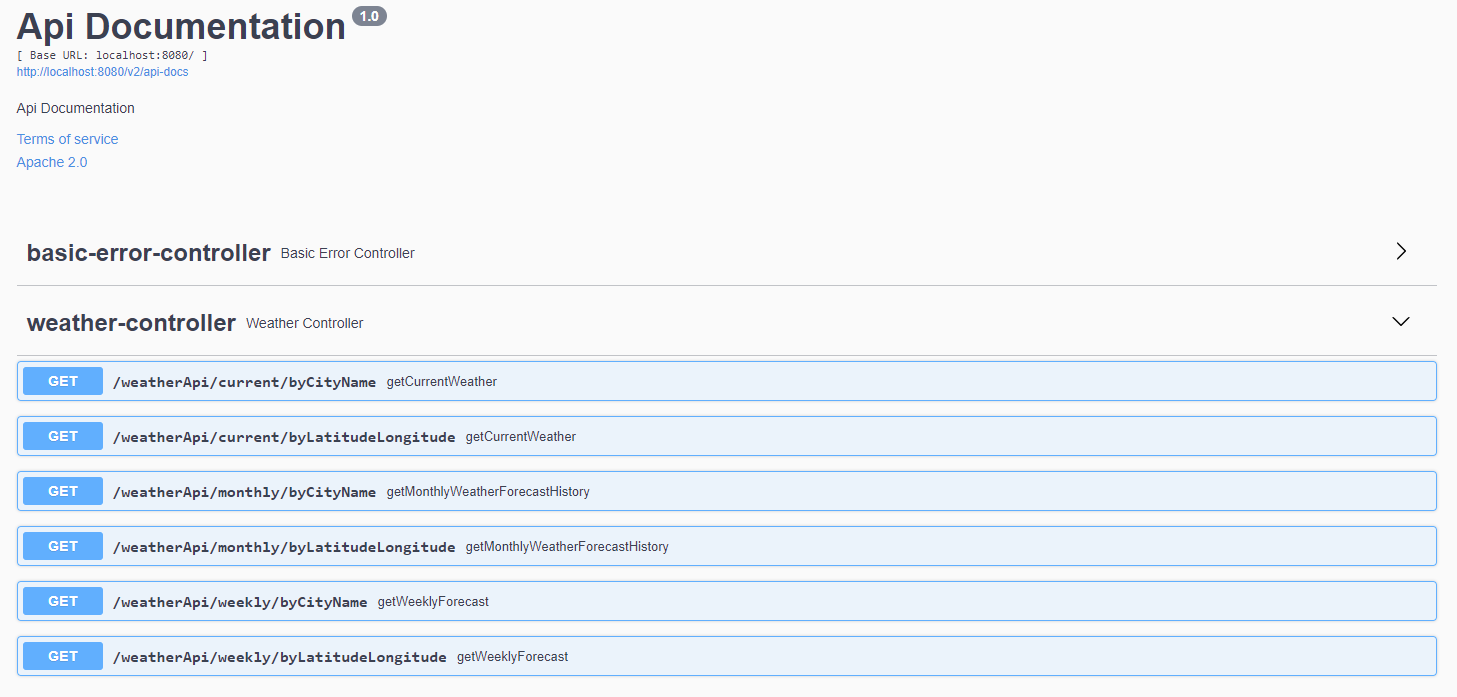 Api Documentation 1.0
[ Base URL: localhost:8080/ ]
http://localhost:8080/v2/api-docs
Api Documentation
Terms of service
Apache 2.0
basic-error-controller Basic Error Controller
weather-controller Weather Controller
GET /weatherApi/current/byCityName getCurrentWeather
GET /weatherApi/current/byLatitudeLongitude getCurrentWeather
GET /weatherApi/monthly/byCityName getMonthlyWeatherForecastHistory
GET /weatherApi/monthly/byLatitudeLongitude getMonthlyWeatherForecastHistory
GET /weatherApi/weekly/byCityName getWeeklyForecast
GET /weatherApi/weekly/byLatitudeLongitude getWeeklyForecast